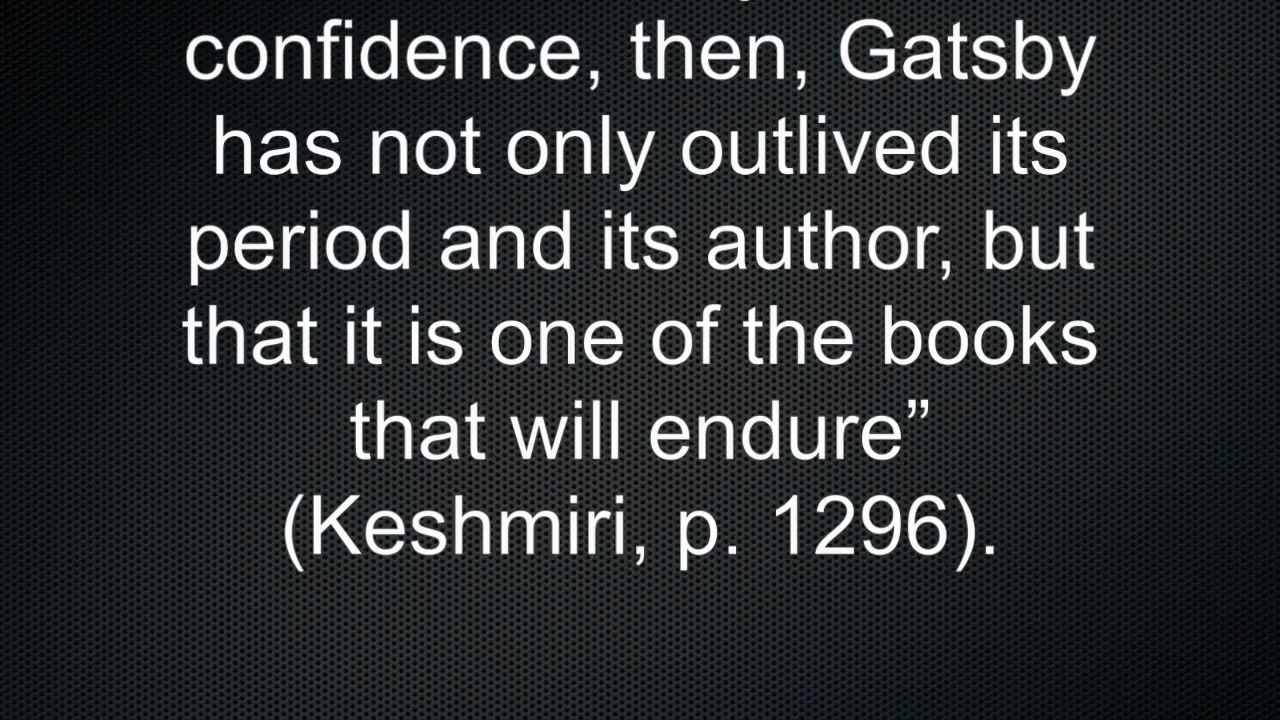 confidence, then, Gatsby
has not only outlived its
period and its author, but
that it is one of the books
that will endure”
(Keshmiri, p. 1296).